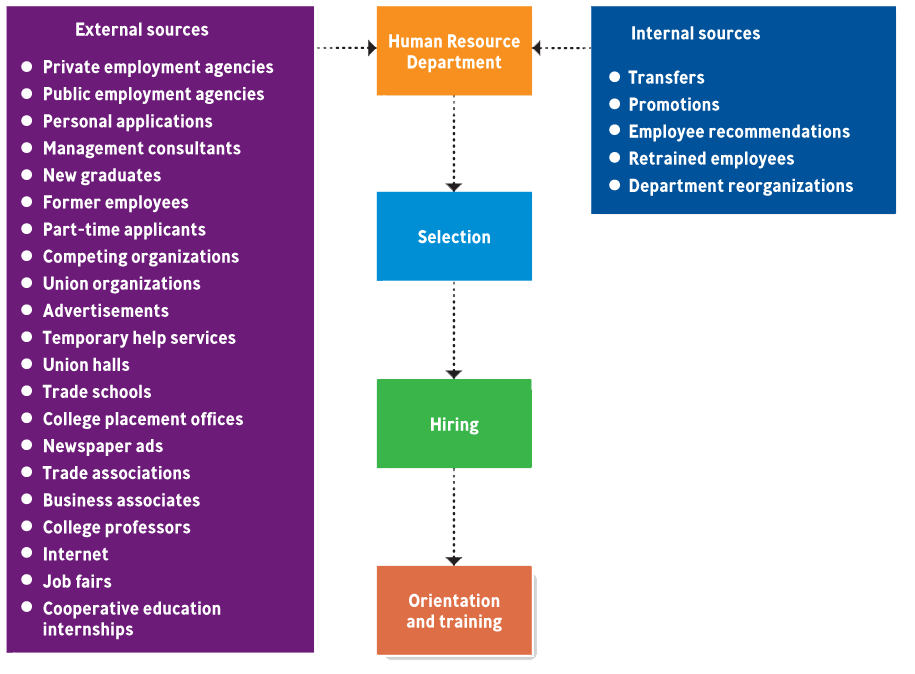 External sources
Private employment agencies
Public employment agencies
Personal applications
Management consultants
New graduates
Former employees
Part-time applicants
Competing organizations
Union organizations
Advertisements
Temporary help services
Union halls
Trade schools
College placement offices
Newspaper ads
Trade associations
Business associates
College professors
Internet
Job fairs
Cooperative education
internships
Human Resource
Department
Selection
Hiring
Orientation
and training
Internal sources
Transfers
Promotions
Employee recommendations
Retrained employees
Department reorganizations